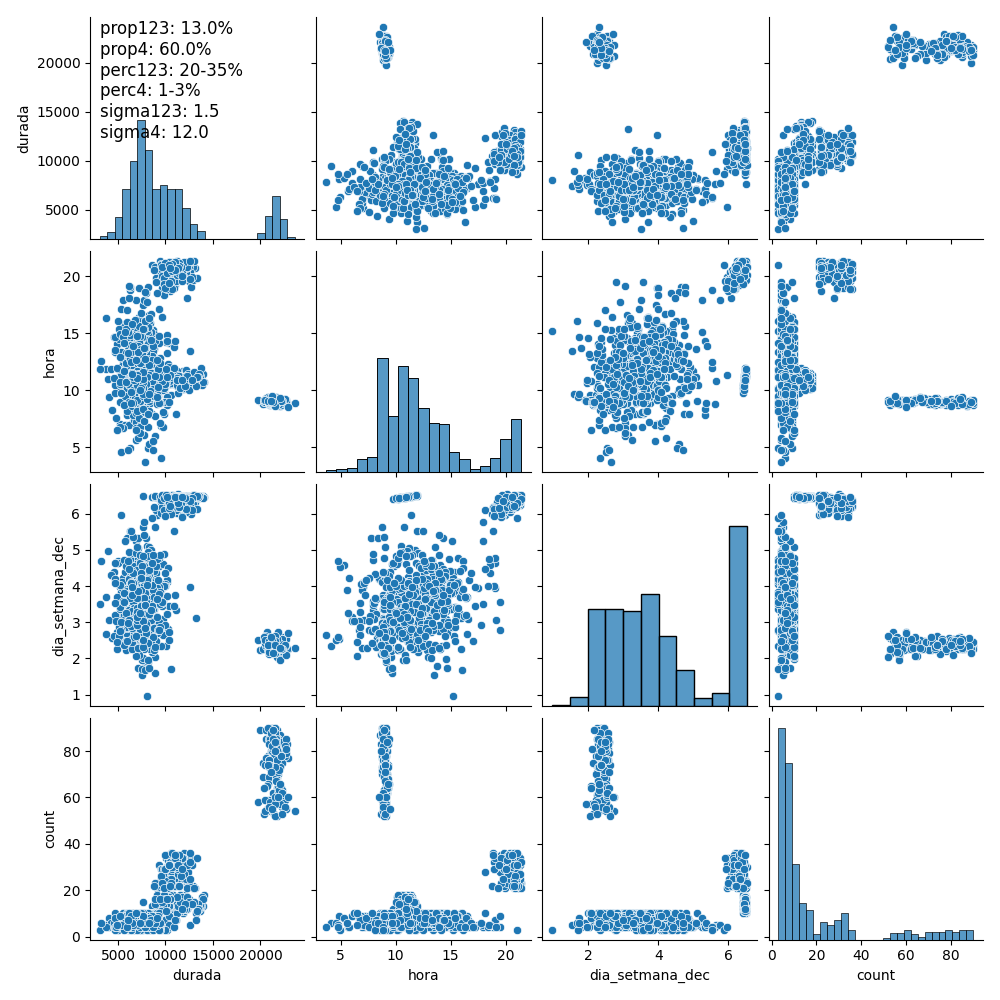 prop123: 13.0%
prop4: 60.0%
perc123: 20-35%
perc4: 1-3%
sigma123: 1.5
sigma4: 12.0
durada
20000
15000
10000
5000
hora
20
15
10
5
dia_setmana_dec
6
5
4
3
2
1
count
80
60
40
20
0
5000 10000 15000 20000
durada
5 10 15 20
hora
2 4 6
dia_setmana_dec
0 20 40 60 80
count